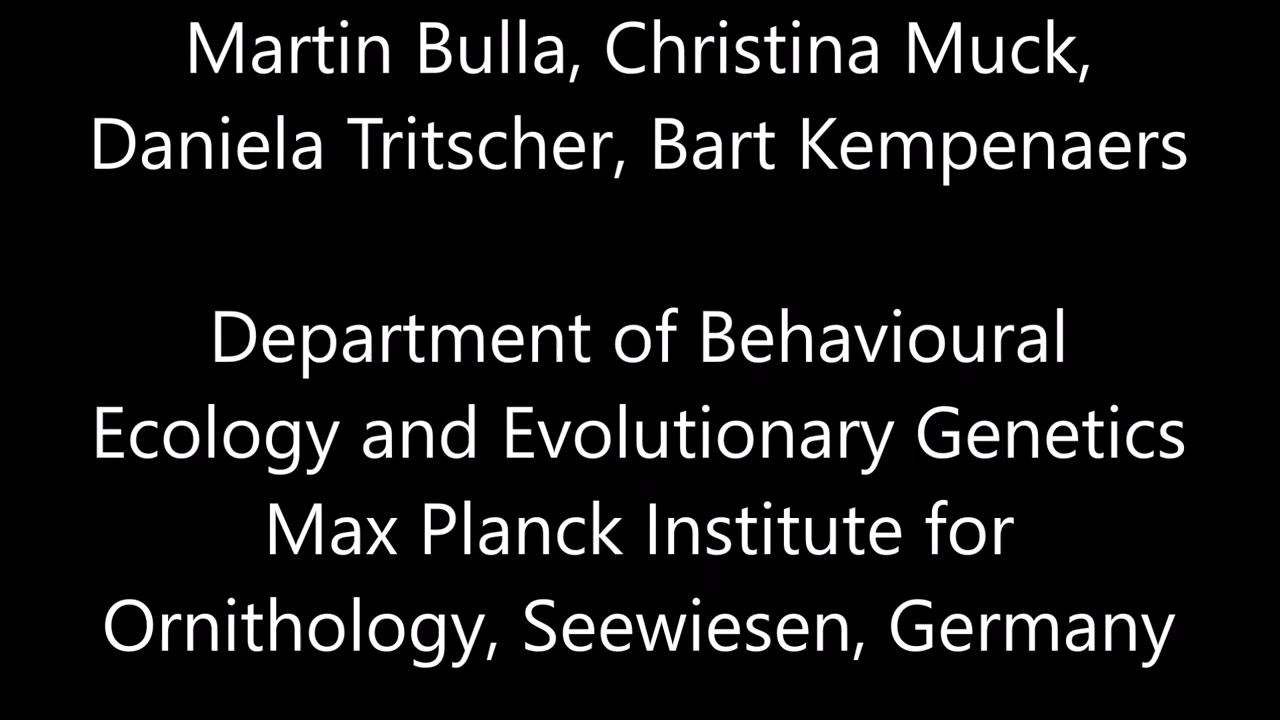 Martin Bulla, Christina Muck,
Daniela Tritscher, Bart Kempenaers
Department of Behavioural
Ecology and Evolutionary Genetics
Max Planck Institute for
Ornithology, Seewiesen, Germany